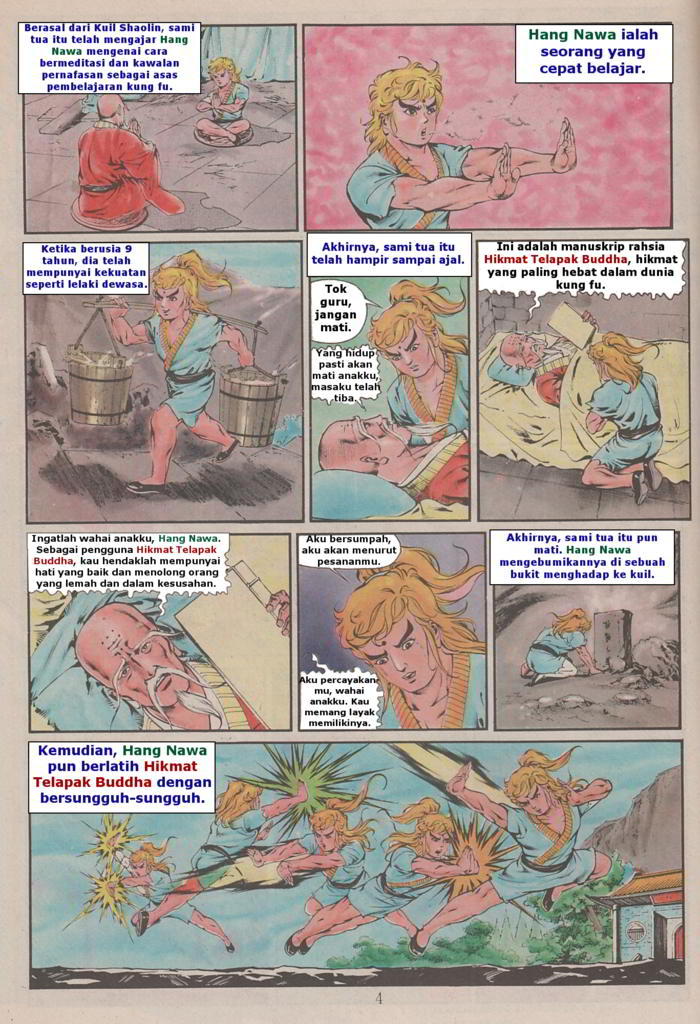 Berasal dari Kuil Shaolin, sami
tua itu telah mengajar Hang
Nawa mengenai cara
bermeditasi dan kawalan
pernafasan sebagai asas
pembelajaran kung fu.
Hang Nawa ialah
seorang yang
cepat belajar.
Ketika berusia 9
tahun, dia telah
mempunyai kekuatan
seperti lelaki dewasa.
Akhirnya, sami tua itu
telah hampir sampai ajal.
Tok
guru,
jangan
mati.
Yang hidup
pasti akan
mati anakku,
masaku telah
tiba.
Ini adalah manuskrip rahsia
Hikmat Telapak Buddha, hikmat
yang paling hebat dalam dunia
kung fu.
Ingatlah wahai anakku, Hang Nawa.
Sebagai pengguna Hikmat Telapak
Buddha, kau hendaklah mempunyai
hati yang baik dan menolong orang
yang lemah dan dalam kesusahan.
Aku bersumpah,
aku akan menurut
pesananmu.
Aku percayakan
mu, wahai
anakku. Kau
memang layak
memilikinya.
Akhirnya, sami tua itu pun
mati. Hang Nawa
mengebumikannya di sebuah
bukit menghadap ke kuil.
Kemudian, Hang Nawa
pun berlatih Hikmat
Telapak Buddha dengan
bersungguh-sungguh.
4